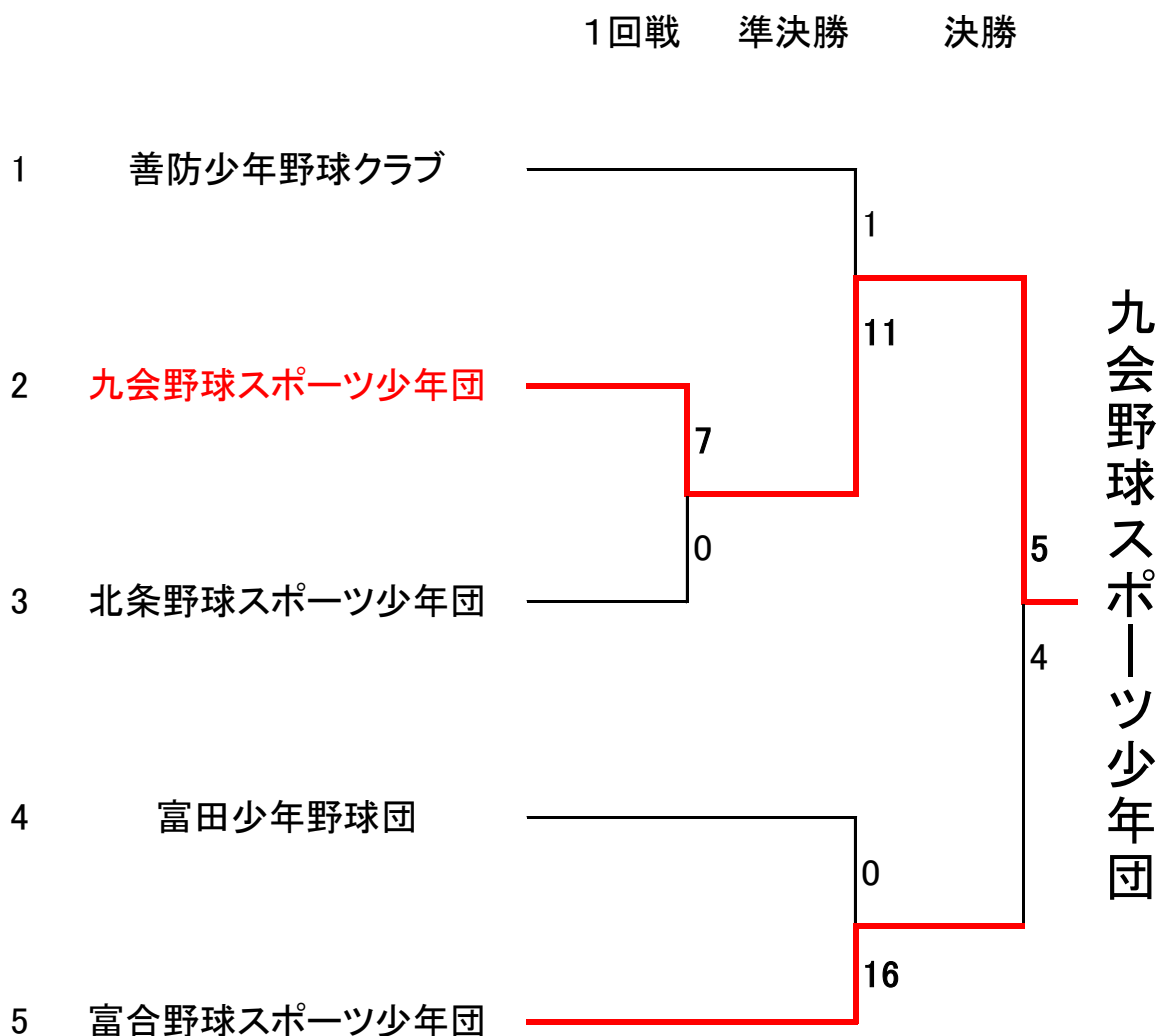 1回戦 準決勝 決勝
1 善防少年野球クラブ
1
11
2 九会野球スポーツ少年団
7
0
3 北条野球スポーツ少年団
5
4
4 富田少年野球団
0
16
5 富合野球スポーツ少年団
九会野球スポーツ少年団